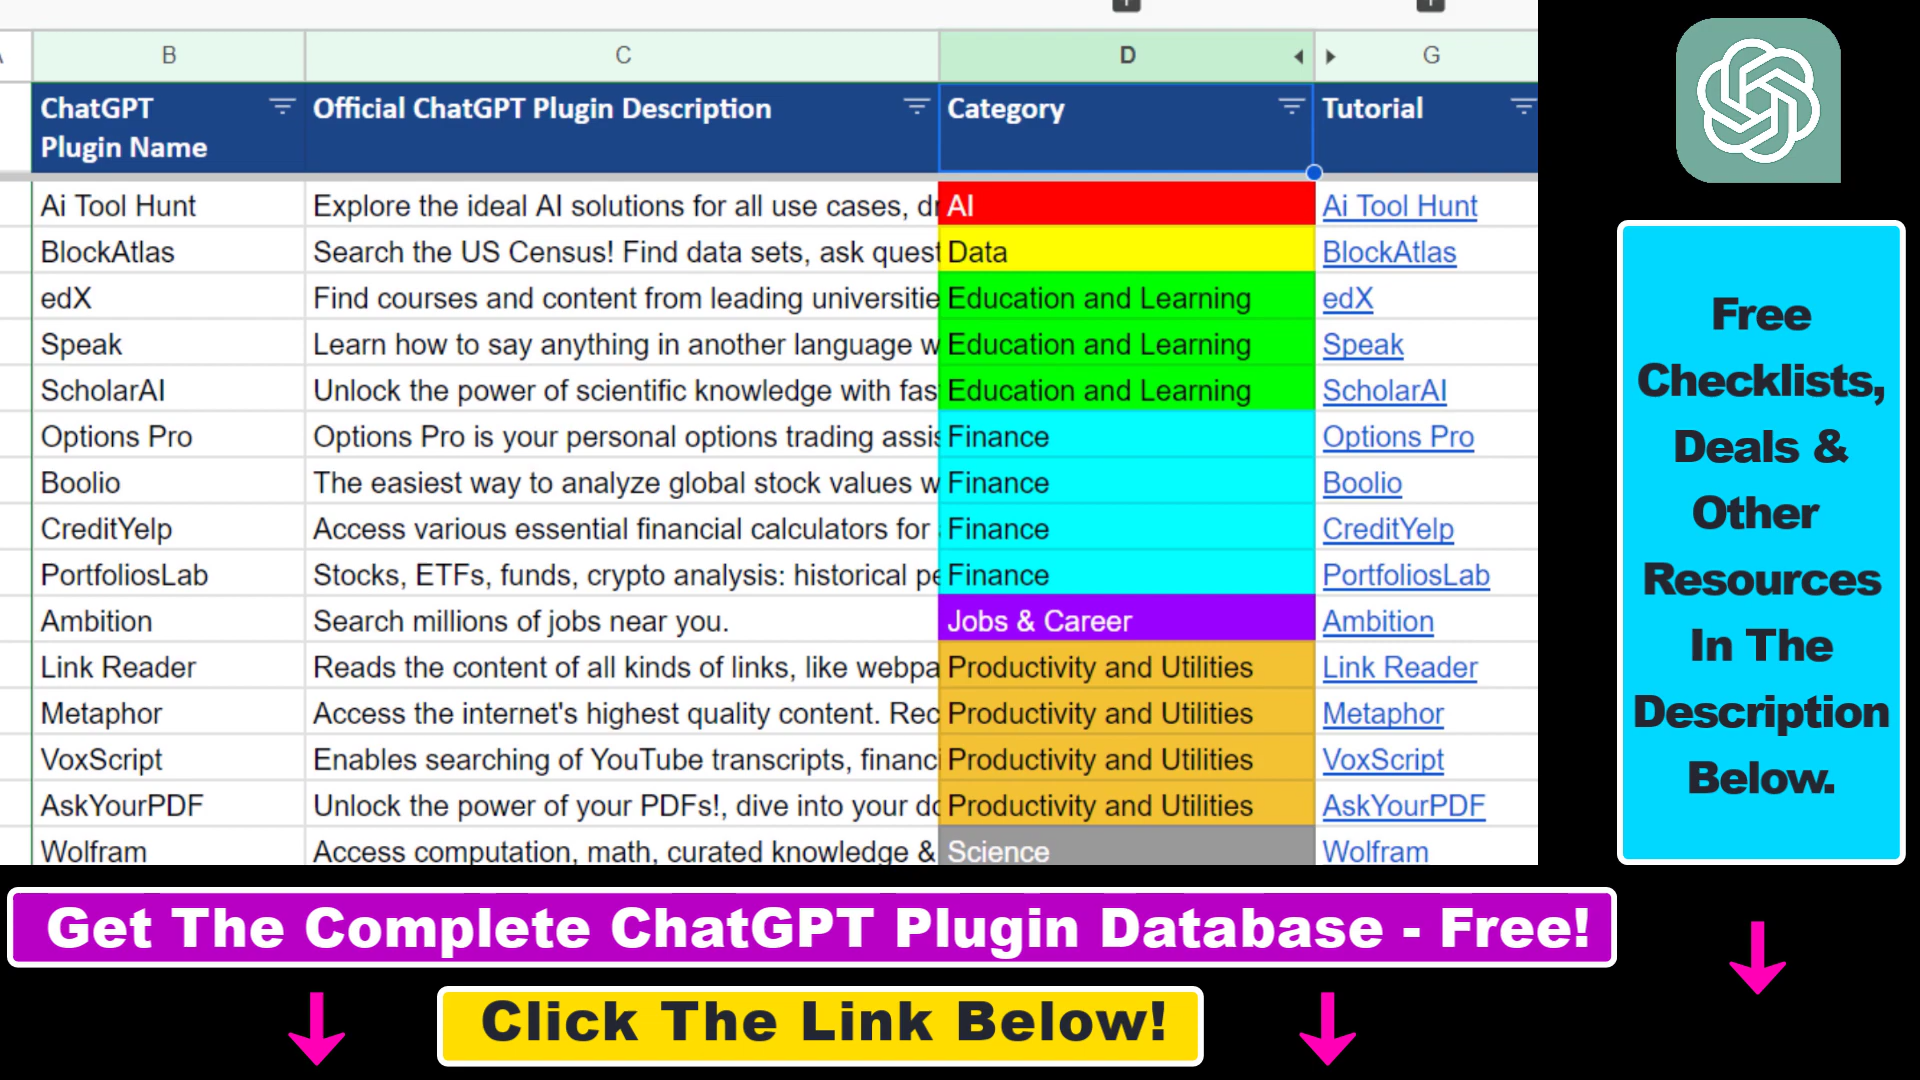 B C D G
ChatGPT Plugin Name Official ChatGPT Plugin Description Category Tutorial
Ai Tool Hunt Explore the ideal AI solutions for all use cases, AI Ai Tool Hunt
BlockAtlas Search the US Census! Find data sets, ask Data BlockAtlas
edX Find courses and content from leading edX Education and Learning edX
Speak Learn how to say anything in another language Education and Learning Speak
ScholarAI Unlock the power of scientific knowledge with Education and Learning ScholarAI
Options Pro Options Pro is your personal options trading Finance Options Pro
Boolio The easiest way to analyze global stock values Finance Boolio
CreditYelp Access various essential financial calculators for Finance CreditYelp
PortfoliosLab Stocks, ETFs, funds, crypto analysis: historical Finance PortfoliosLab
Ambition Search millions of jobs near you. Jobs & Career Ambition
Link Reader Reads the content of all kinds of links, like Productivity and Utilities Link Reader
Metaphor Access the internet's highest quality content. Productivity and Utilities Metaphor
VoxScript Enables searching of YouTube transcripts, Productivity and Utilities VoxScript
AskYourPDF Unlock the power of your PDFs!, dive into your Productivity and Utilities AskYourPDF
Wolfram Access computation, math, curated knowledge & Science Wolfram
Free
Checklists,
Deals &
Other
Resources
In The
Description
Below.
Get The Complete ChatGPT Plugin Database - Free!
Click The Link Below!